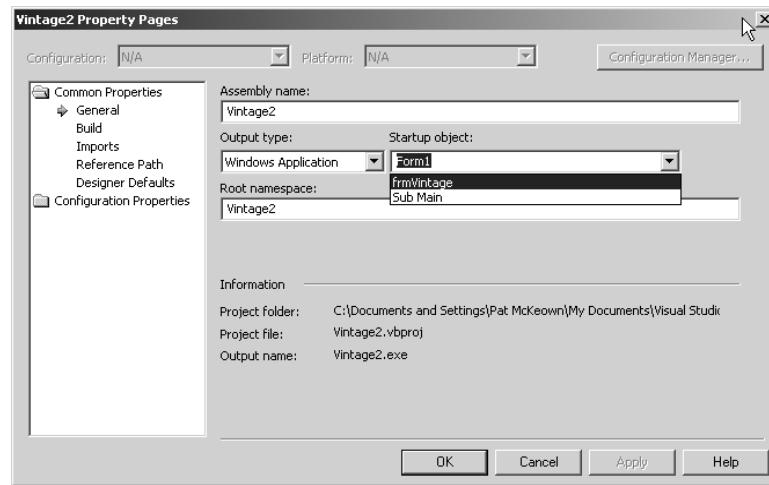 Vintage2 Property Pages
Configuration: N/A Platform: N/A Configuration Manager...
Common Properties
General
Build
Imports
Reference Path
Designer Defaults
Configuration Properties
Assembly name:
Vintage2
Output type: Startup object:
Windows Application Form1
frmVintage
Sub Main
Root namespace:
Vintage2
Information
Project folder: C:\Documents and Settings\Pat McKeown\My Documents\Visual Studic
Project file: Vintage2.vbproj
Output name: Vintage2.exe
OK Cancel Apply Help